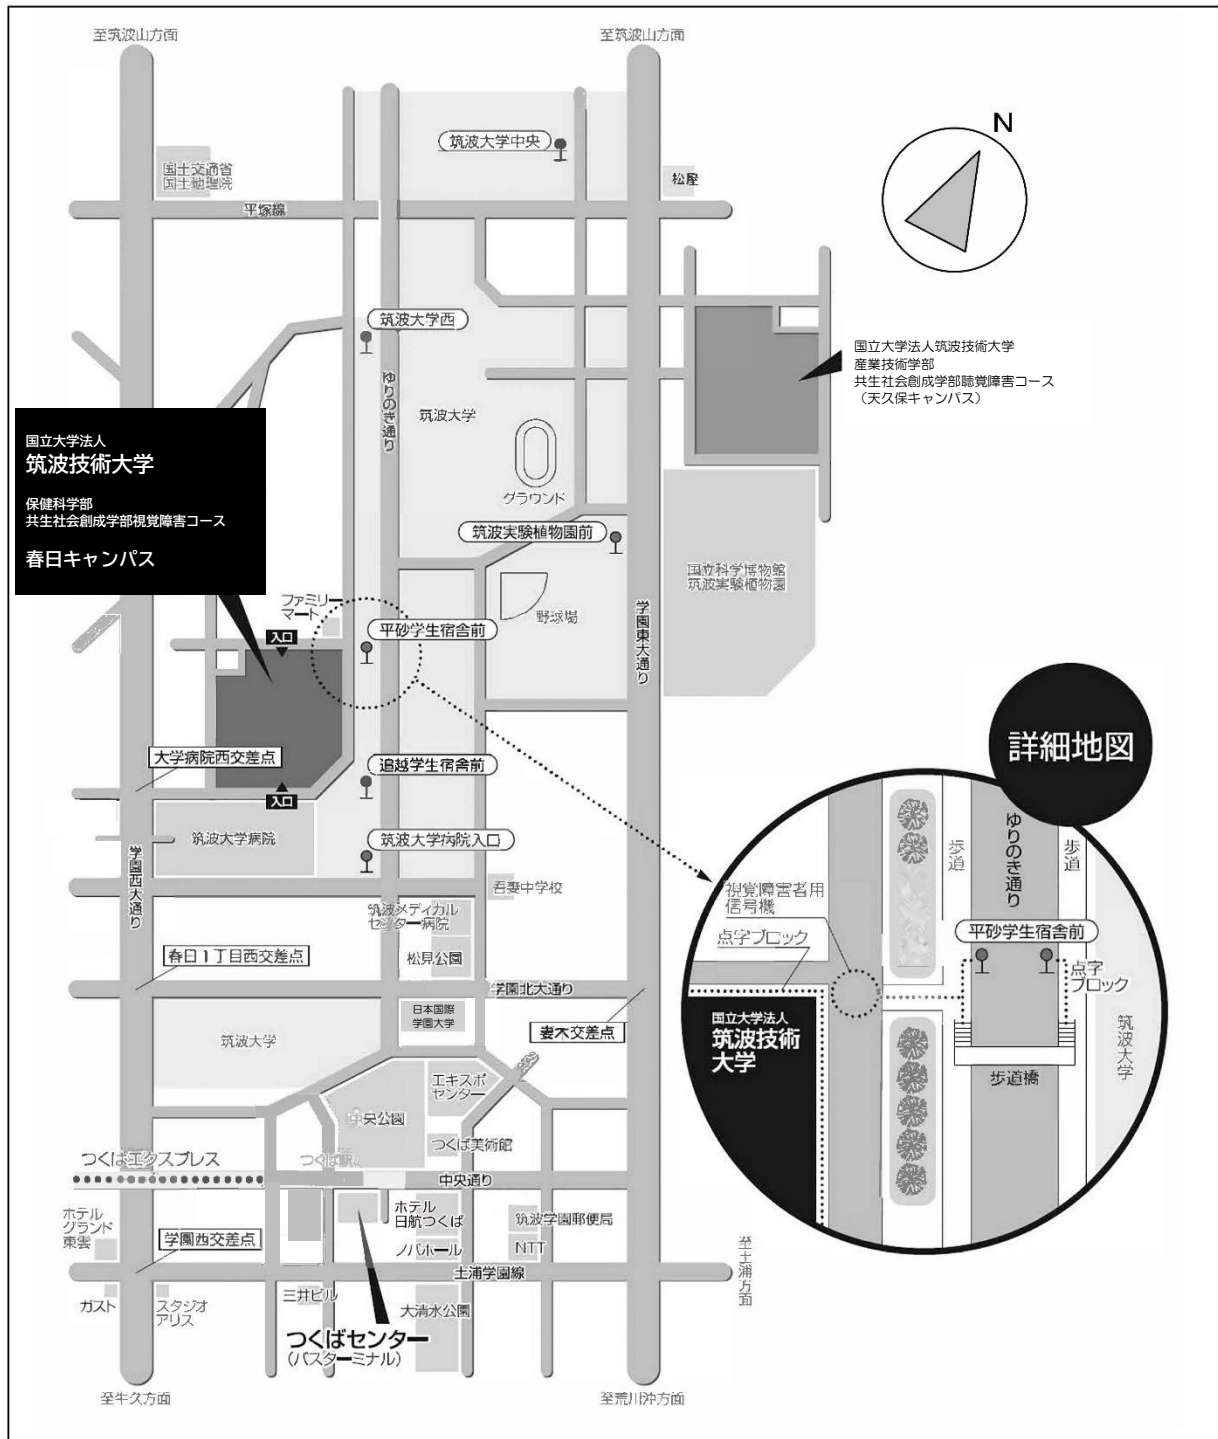 至筑波山方面
至筑波山方面
N
筑波大学中央
国土交通省
国土地理院
松屋
平塚線
筑波大学西
ゆりのき通り
筑波大学
国立大学法人筑波技術大学
産業技術学部
共生社会創成学部聴覚障害コース
（天久保キャンパス）
国立大学法人
筑波技術大学
保健科学部
共生社会創成学部視覚障害コース
春日キャンパス
グラウンド
筑波実験植物園前
国立科学博物館
筑波実験植物園
ファミリー
マート
野球場
学園東大通り
入口
平砂学生宿舎前
大学病院西交差点
追越学生宿舎前
入口
筑波大学病院
筑波大学病院入口
学園西大通り
吾妻中学校
筑波メディカル
センター病院
松見公園
春日1丁目西交差点
学園北大通り
日本国際
学園大学
妻木交差点
筑波大学
エキスポ
センター
中央公園
つくば美術館
つくばエクスプレス
つくば駅
中央通り
ホテル
グランド
東雲
学園西交差点
ホテル
日航つくば
筑波学園郵便局
ノバホール
NTT
土浦学園線
至土浦方面
ガスト
スタジオ
アリス
三井ビル
大清水公園
つくばセンター
（バスターミナル）
至牛久方面
至荒川沖方面
詳細地図
ゆりのき通り
歩道
歩道
視覚障害者用
信号機
点字ブロック
平砂学生宿舎前
点字
ブロック
国立大学法人
筑波技術
大学
筑波大学
歩道橋